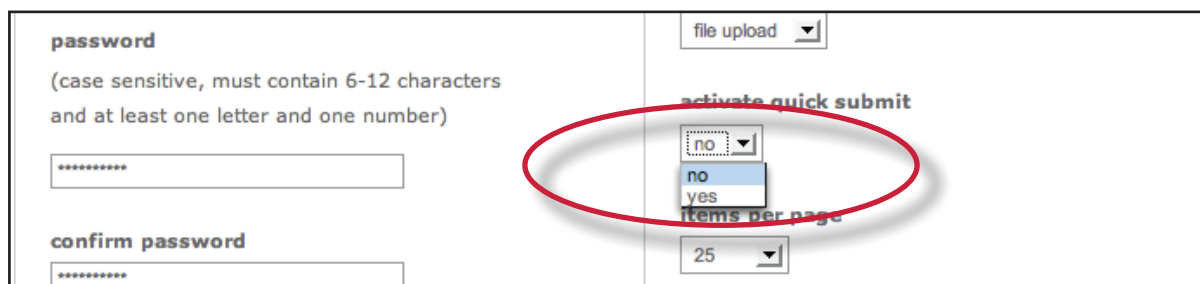 password
(case sensitive, must contain 6-12 characters
and at least one letter and one number)
**********
confirm password
**********
file upload
activate quick submit
no
no
yes
items per page
25